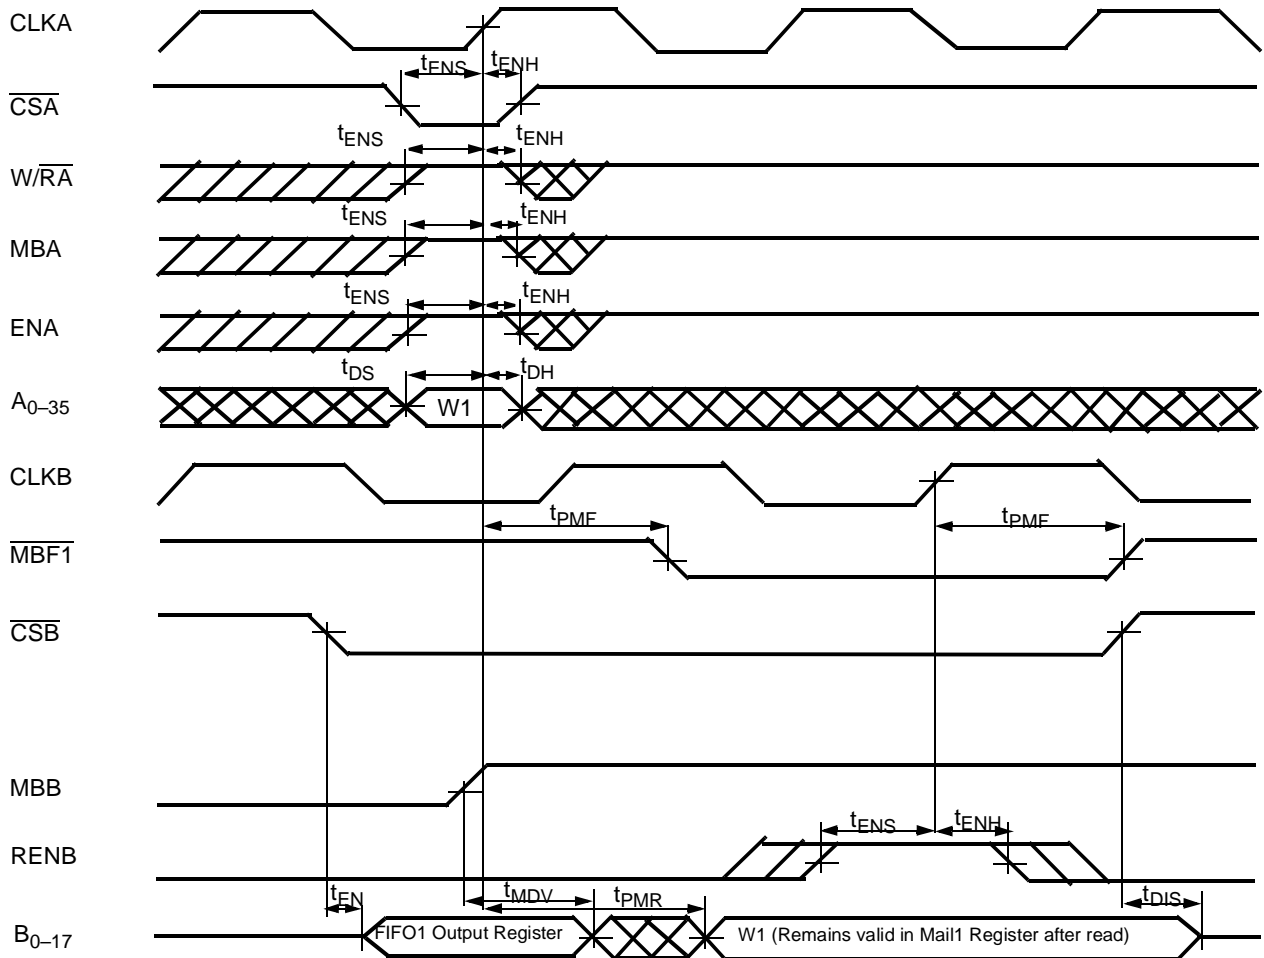 CLKA
tENS tENH
CSA
tENS tENH
W/RA
tENS tENH
MBA
tENS tENH
ENA
tDS tDH
A0–35 W1
CLKB
tPMF tPMF
MBF1
CSB
MBB
tENS tENH
RENB
tEN tMDV tPMR tDIS
B0–17 FIFO1 Output Register W1 (Remains valid in Mail1 Register after read)